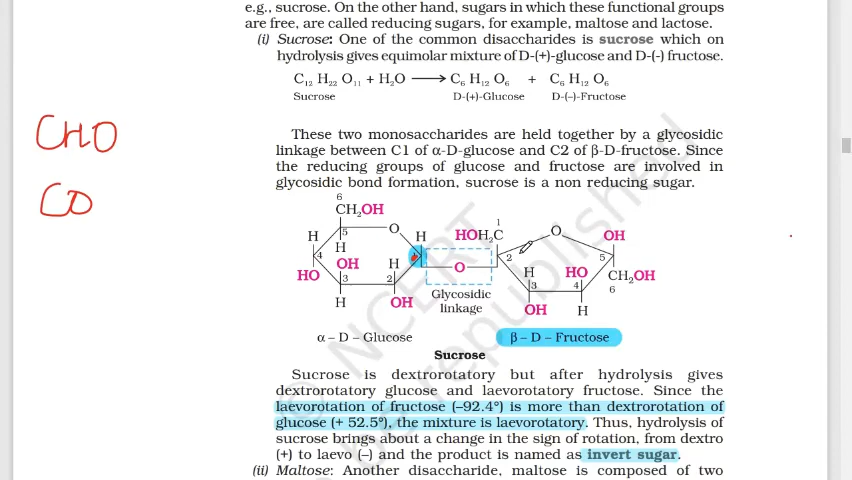 e.g., sucrose. On the other hand, sugars in which these functional groups
are free, are called reducing sugars, for example, maltose and lactose.
(i) Sucrose: One of the common disaccharides is sucrose which on
hydrolysis gives equimolar mixture of D-(+)-glucose and D-(-) fructose.
C₁₂ H₂₂ O₁₁ + H₂O ⟶ C₆ H₁₂ O₆ + C₆ H₁₂ O₆
Sucrose D-(+)-Glucose D-(–)-Fructose
CHO
CO
These two monosaccharides are held together by a glycosidic
linkage between C1 of α-D-glucose and C2 of β-D-fructose. Since
the reducing groups of glucose and fructose are involved in
glycosidic bond formation, sucrose is a non reducing sugar.
6
CH₂OH
H
5
H
O
H
4
OH
H
HO
3
2
H
OH
O
Glycosidic
linkage
1
HOH₂C
O
OH
2
5
H
HO
CH₂OH
3
4
6
OH
H
α – D – Glucose
β – D – Fructose
Sucrose
Sucrose is dextrorotatory but after hydrolysis gives
dextrorotatory glucose and laevorotatory fructose. Since the
laevorotation of fructose (–92.4°) is more than dextrorotation of
glucose (+ 52.5°), the mixture is laevorotatory. Thus, hydrolysis of
sucrose brings about a change in the sign of rotation, from dextro
(+) to laevo (–) and the product is named as invert sugar.
(ii) Maltose: Another disaccharide, maltose is composed of two
© NCERT
republished